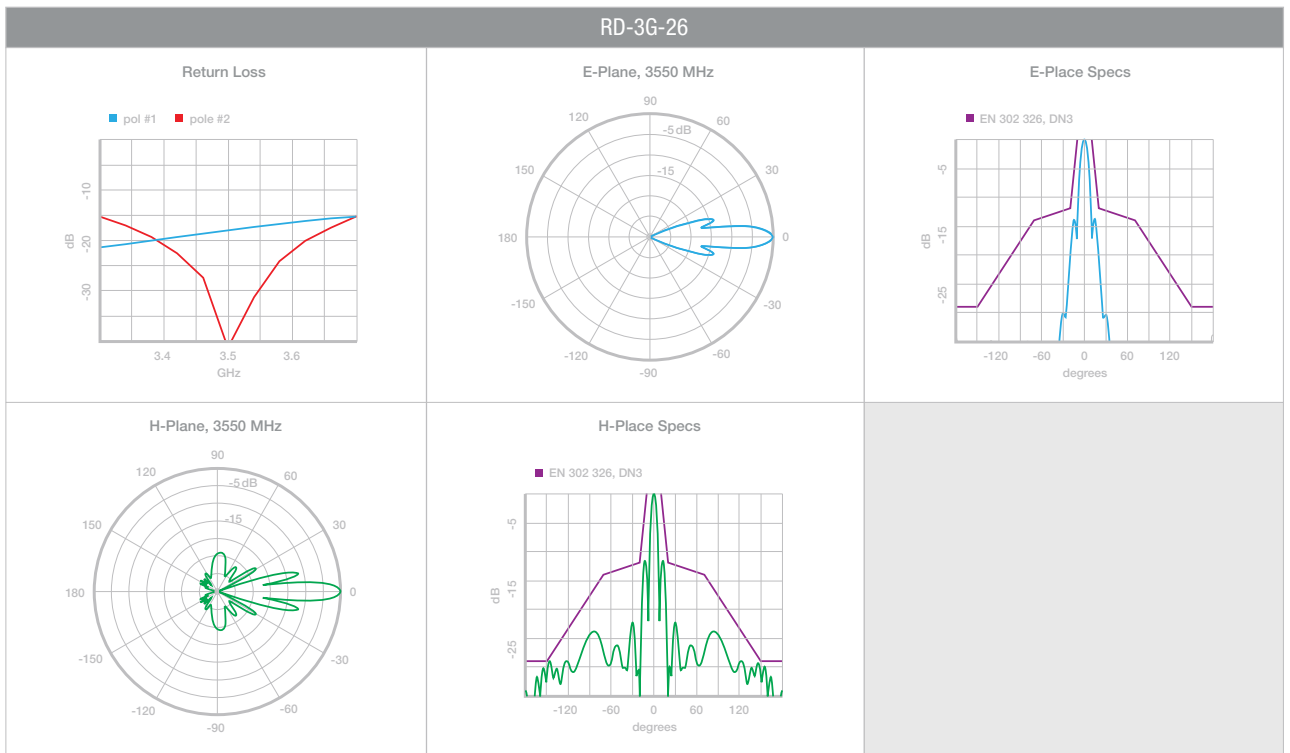 RD-3G-26
Return Loss
pol #1 pole #2
-10
-20
-30
dB
3.4 3.5 3.6
GHz
E-Plane, 3550 MHz
90
120 60
-5 dB
150 -15 30
180 0
-150 -30
-120 -60
-90
E-Place Specs
EN 302 326, DN3
-5
-15
-25
dB
-120 -60 0 60 120
degrees
H-Plane, 3550 MHz
90
120 60
-5 dB
150 -15 30
180 0
-150 -30
-120 -60
-90
H-Place Specs
EN 302 326, DN3
-5
-15
-25
dB
-120 -60 0 60 120
degrees